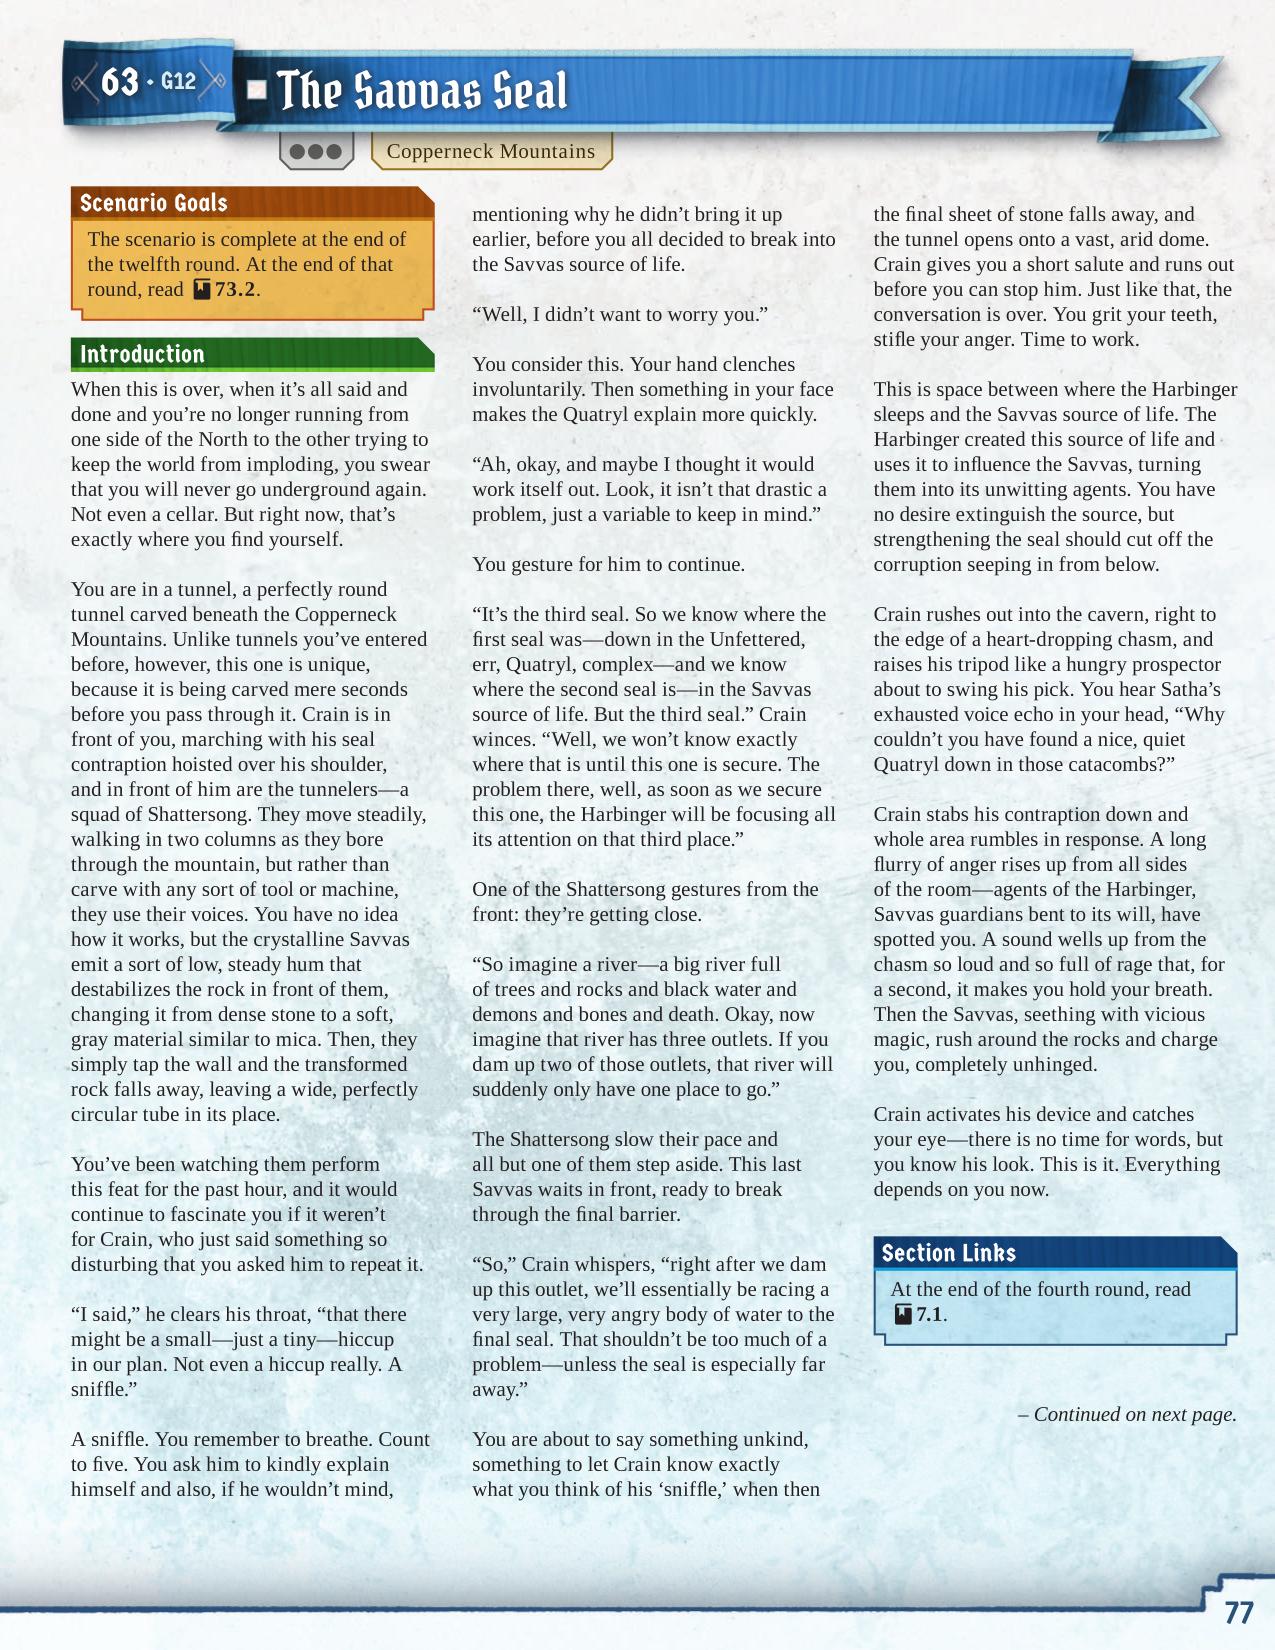 63 · G12
The Savvas Seal
Copperneck Mountains
Scenario Goals
The scenario is complete at the end of
the twelfth round. At the end of that
round, read 73.2.
Introduction
When this is over, when it’s all said and
done and you’re no longer running from
one side of the North to the other trying to
keep the world from imploding, you swear
that you will never go underground again.
Not even a cellar. But right now, that’s
exactly where you find yourself.
You are in a tunnel, a perfectly round
tunnel carved beneath the Copperneck
Mountains. Unlike tunnels you’ve entered
before, however, this one is unique,
because it is being carved mere seconds
before you pass through it. Crain is in
front of you, marching with his seal
contraption hoisted over his shoulder,
and in front of him are the tunnelers—a
squad of Shattersong. They move steadily,
walking in two columns as they bore
through the mountain, but rather than
carve with any sort of tool or machine,
they use their voices. You have no idea
how it works, but the crystalline Savvas
emit a sort of low, steady hum that
destabilizes the rock in front of them,
changing it from dense stone to a soft,
gray material similar to mica. Then, they
simply tap the wall and the transformed
rock falls away, leaving a wide, perfectly
circular tube in its place.
You’ve been watching them perform
this feat for the past hour, and it would
continue to fascinate you if it weren’t
for Crain, who just said something so
disturbing that you asked him to repeat it.
“I said,” he clears his throat, “that there
might be a small—just a tiny—hiccup
in our plan. Not even a hiccup really. A
sniffle.”
A sniffle. You remember to breathe. Count
to five. You ask him to kindly explain
himself and also, if he wouldn’t mind,
mentioning why he didn’t bring it up
earlier, before you all decided to break into
the Savvas source of life.
“Well, I didn’t want to worry you.”
You consider this. Your hand clenches
involuntarily. Then something in your face
makes the Quatryl explain more quickly.
“Ah, okay, and maybe I thought it would
work itself out. Look, it isn’t that drastic a
problem, just a variable to keep in mind.”
You gesture for him to continue.
“It’s the third seal. So we know where the
first seal was—down in the Unfettered,
err, Quatryl, complex—and we know
where the second seal is—in the Savvas
source of life. But the third seal.” Crain
winces. “Well, we won’t know exactly
where that is until this one is secure. The
problem there, well, as soon as we secure
this one, the Harbinger will be focusing all
its attention on that third place.”
One of the Shattersong gestures from the
front: they’re getting close.
“So imagine a river—a big river full
of trees and rocks and black water and
demons and bones and death. Okay, now
imagine that river has three outlets. If you
dam up two of those outlets, that river will
suddenly only have one place to go.”
The Shattersong slow their pace and
all but one of them step aside. This last
Savvas waits in front, ready to break
through the final barrier.
“So,” Crain whispers, “right after we dam
up this outlet, we’ll essentially be racing a
very large, very angry body of water to the
final seal. That shouldn’t be too much of a
problem—unless the seal is especially far
away.”
You are about to say something unkind,
something to let Crain know exactly
what you think of his ‘sniffle,’ when then
the final sheet of stone falls away, and
the tunnel opens onto a vast, arid dome.
Crain gives you a short salute and runs out
before you can stop him. Just like that, the
conversation is over. You grit your teeth,
stifle your anger. Time to work.
This is space between where the Harbinger
sleeps and the Savvas source of life. The
Harbinger created this source of life and
uses it to influence the Savvas, turning
them into its unwitting agents. You have
no desire extinguish the source, but
strengthening the seal should cut off the
corruption seeping in from below.
Crain rushes out into the cavern, right to
the edge of a heart-dropping chasm, and
raises his tripod like a hungry prospector
about to swing his pick. You hear Satha’s
exhausted voice echo in your head, “Why
couldn’t you have found a nice, quiet
Quatryl down in those catacombs?”
Crain stabs his contraption down and
whole area rumbles in response. A long
flurry of anger rises up from all sides
of the room—agents of the Harbinger,
Savvas guardians bent to its will, have
spotted you. A sound wells up from the
chasm so loud and so full of rage that, for
a second, it makes you hold your breath.
Then the Savvas, seething with vicious
magic, rush around the rocks and charge
you, completely unhinged.
Crain activates his device and catches
your eye—there is no time for words, but
you know his look. This is it. Everything
depends on you now.
Section Links
At the end of the fourth round, read
7.1.
– Continued on next page.
77